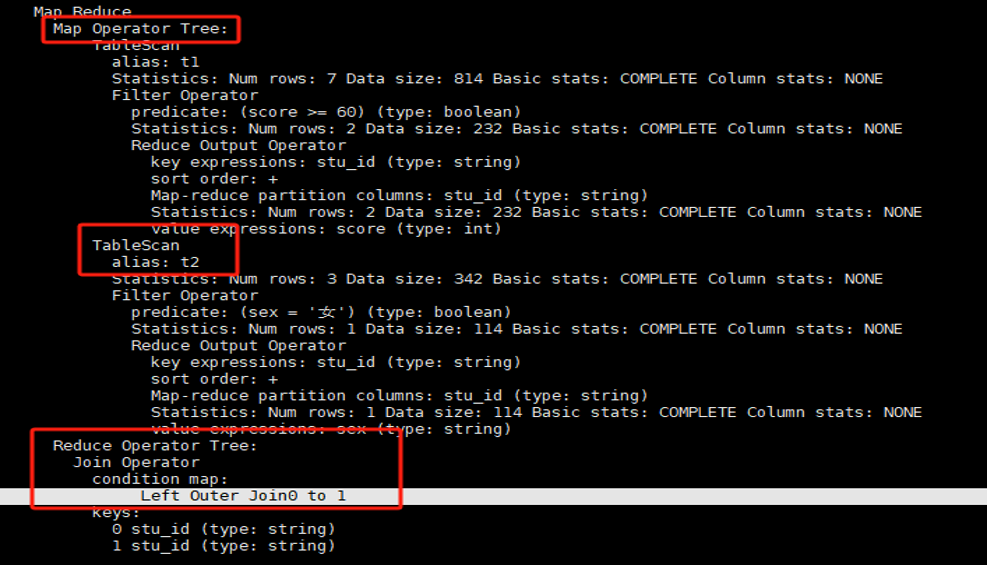 Map Reduce
Map Operator Tree:
TableScan
alias: t1
Statistics: Num rows: 7 Data size: 814 Basic stats: COMPLETE Column stats: NONE
Filter Operator
predicate: (score >= 60) (type: boolean)
Statistics: Num rows: 2 Data size: 232 Basic stats: COMPLETE Column stats: NONE
Reduce Output Operator
key expressions: stu_id (type: string)
sort order: +
Map-reduce partition columns: stu_id (type: string)
Statistics: Num rows: 2 Data size: 232 Basic stats: COMPLETE Column stats: NONE
value expressions: score (type: int)
TableScan
alias: t2
Statistics: Num rows: 3 Data size: 342 Basic stats: COMPLETE Column stats: NONE
Filter Operator
predicate: (sex = '女') (type: boolean)
Statistics: Num rows: 1 Data size: 114 Basic stats: COMPLETE Column stats: NONE
Reduce Output Operator
key expressions: stu_id (type: string)
sort order: +
Map-reduce partition columns: stu_id (type: string)
Statistics: Num rows: 1 Data size: 114 Basic stats: COMPLETE Column stats: NONE
value expressions: sex (type: string)
Reduce Operator Tree:
Join Operator
condition map:
Left Outer Join0 to 1
keys:
0 stu_id (type: string)
1 stu_id (type: string)